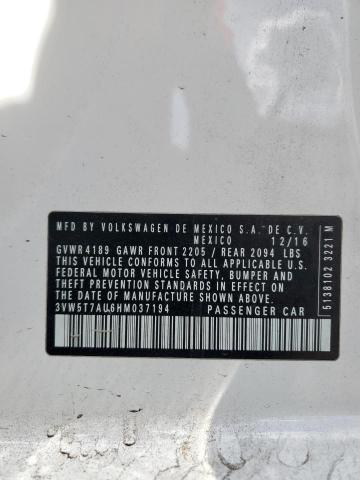 MFD BY VOLKSWAGEN DE MEXICO S.A. DE C.V.
MEXICO 12/16
GVWR 4189 GAWR FRONT 2205 / REAR 2094 LBS
THIS VEHICLE CONFORMS TO ALL APPLICABLE U.S.
FEDERAL MOTOR VEHICLE SAFETY, BUMPER AND
THEFT PREVENTION STANDARDS IN EFFECT ON
THE DATE OF MANUFACTURE SHOWN ABOVE.
3VW5T7AU6HM037194 PASSENGER CAR
5138102 3221 M